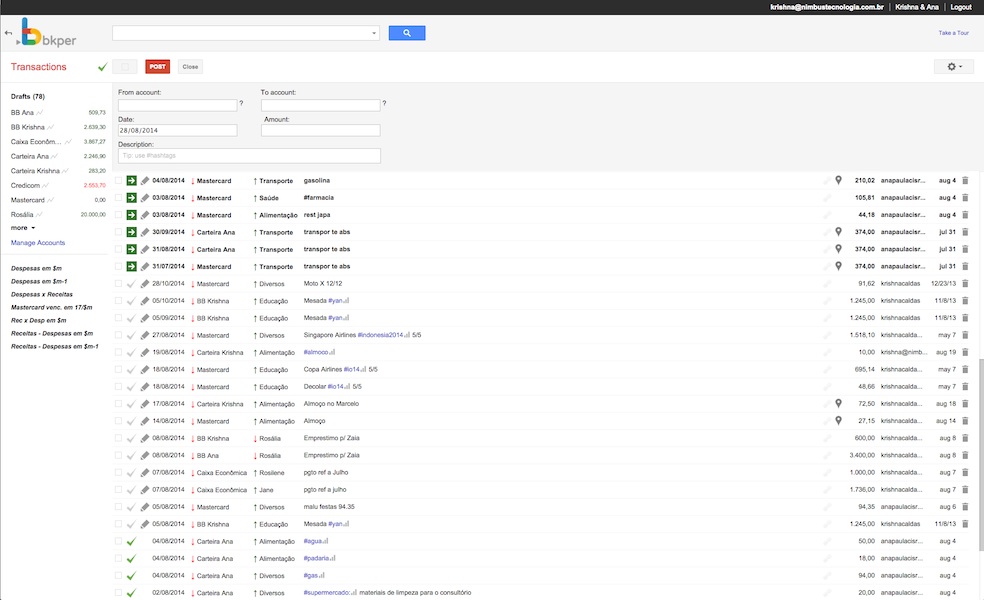 krishna@nimbustecnologia.com.br | Krishna & Ana | Logout
bkper
Take a Tour
Transactions POST Close
Drafts (78)
BB Ana 509,73
BB Krishna 2.639,30
Caixa Econôm... 3.867,27
Carteira Ana 2.246,90
Carteira Krishna 283,20
Credicom 2.553,70
Mastercard 0,00
Rosália 20.000,00
more
Manage Accounts
Despesas em $m
Despesas em $m-1
Despesas x Receitas
Mastercard venc. em 17/$m
Rec x Desp em $m
Receitas - Despesas em $m
Receitas - Despesas em $m-1
From account: To account:
? ?
Date: Amount:
28/08/2014
Description:
Tip: use #hashtags
04/08/2014 ↓ Mastercard ↑ Transporte gasolina 210,02 anapaulacisr... aug 4
03/08/2014 ↓ Mastercard ↑ Saúde #farmacia 105,81 anapaulacisr... aug 4
03/08/2014 ↓ Mastercard ↑ Alimentação rest japa 44,18 anapaulacisr... aug 4
30/09/2014 ↓ Carteira Ana ↑ Transporte transpor te abs 374,00 anapaulacisr... jul 31
31/08/2014 ↓ Carteira Ana ↑ Transporte transpor te abs 374,00 anapaulacisr... jul 31
31/07/2014 ↓ Mastercard ↑ Transporte transpor te abs 374,00 anapaulacisr... jul 31
28/10/2014 ↓ Mastercard ↑ Diversos Moto X 12/12 91,62 krishnacaldas 12/23/13
05/10/2014 ↓ BB Krishna ↑ Educação Mesada #yan 1.245,00 krishnacaldas 11/8/13
05/09/2014 ↓ BB Krishna ↑ Educação Mesada #yan 1.245,00 krishnacaldas 11/8/13
27/08/2014 ↓ Mastercard ↑ Diversos Singapore Airlines #indonesia2014 5/5 1.518,10 krishnacalda... may 7
19/08/2014 ↓ Carteira Krishna ↑ Alimentação #almoco 10,00 krishna@nimb... aug 19
18/08/2014 ↓ Mastercard ↑ Educação Copa Airlines #io14 5/5 695,14 krishnacalda... may 7
18/08/2014 ↓ Mastercard ↑ Educação Decolar #io14 5/5 48,66 krishnacalda... may 7
17/08/2014 ↓ Carteira Krishna ↑ Alimentação Almoço no Marcelo 72,50 krishnacalda... aug 18
14/08/2014 ↓ Mastercard ↑ Alimentação Almoço 27,15 krishnacalda... aug 14
08/08/2014 ↓ BB Krishna ↓ Rosália Emprestimo p/ Zaia 600,00 krishnacalda... aug 8
08/08/2014 ↓ BB Ana ↓ Rosália Emprestimo p/ Zaia 3.400,00 krishnacalda... aug 8
07/08/2014 ↓ Caixa Econômica ↑ Rosilene pgto ref a Julho 1.000,00 krishnacalda... aug 7
07/08/2014 ↓ Caixa Econômica ↑ Jane pgto ref a julho 1.736,00 krishnacalda... aug 7
05/08/2014 ↓ Mastercard ↑ Diversos malu festas 94.35 94,35 anapaulacisr... aug 6
05/08/2014 ↓ BB Krishna ↑ Educação Mesada #yan 1.245,00 krishnacaldas 11/8/13
04/08/2014 ↓ Carteira Ana ↑ Alimentação #agua 50,00 anapaulacisr... aug 4
04/08/2014 ↓ Carteira Ana ↑ Alimentação #padaria 18,00 anapaulacisr... aug 4
04/08/2014 ↓ Carteira Ana ↑ Diversos #gas 94,00 anapaulacisr... aug 4
02/08/2014 ↓ Carteira Ana ↑ Diversos #supermercado: materiais de limpeza para o consultório 20,00 anapaulacisr... aug 4